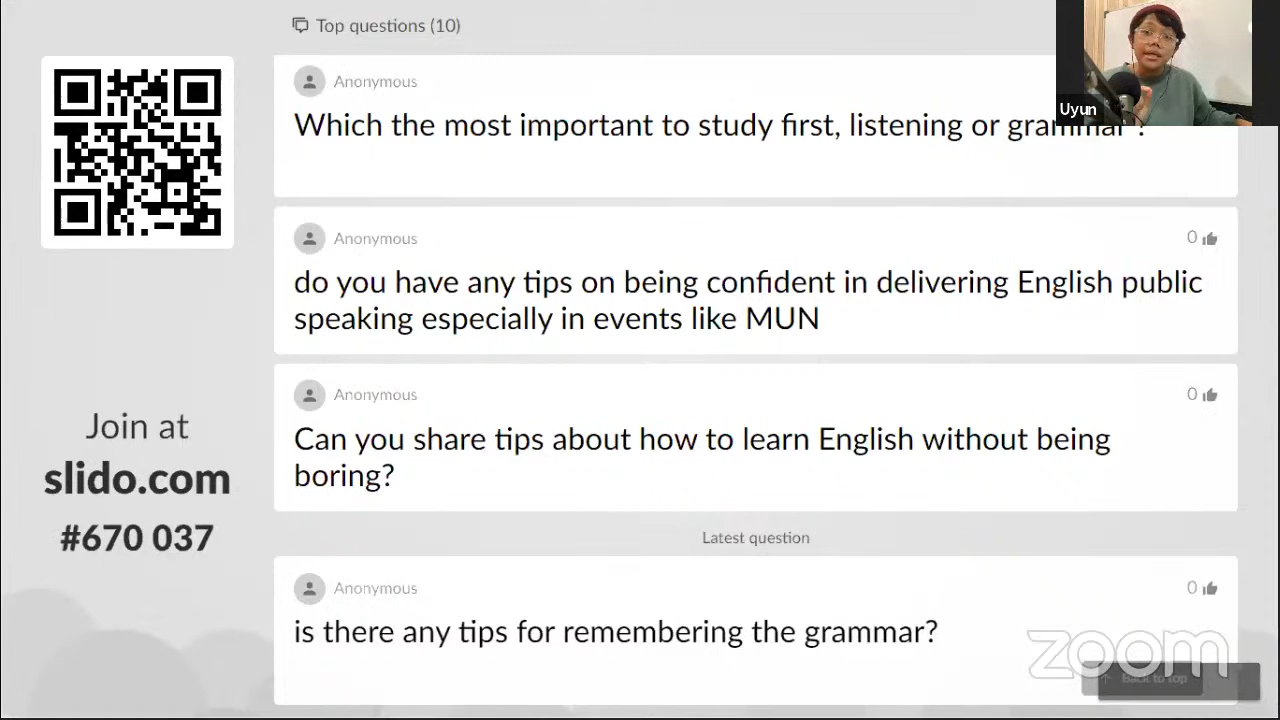 Top questions (10)
Anonymous
Which the most important to study first, listening or grammar ?
Uyun
Anonymous
0
do you have any tips on being confident in delivering English public
speaking especially in events like MUN
Anonymous
0
Can you share tips about how to learn English without being
boring?
Join at
slido.com
#670 037
Latest question
Anonymous
0
is there any tips for remembering the grammar?
zoom
↑ Back to top